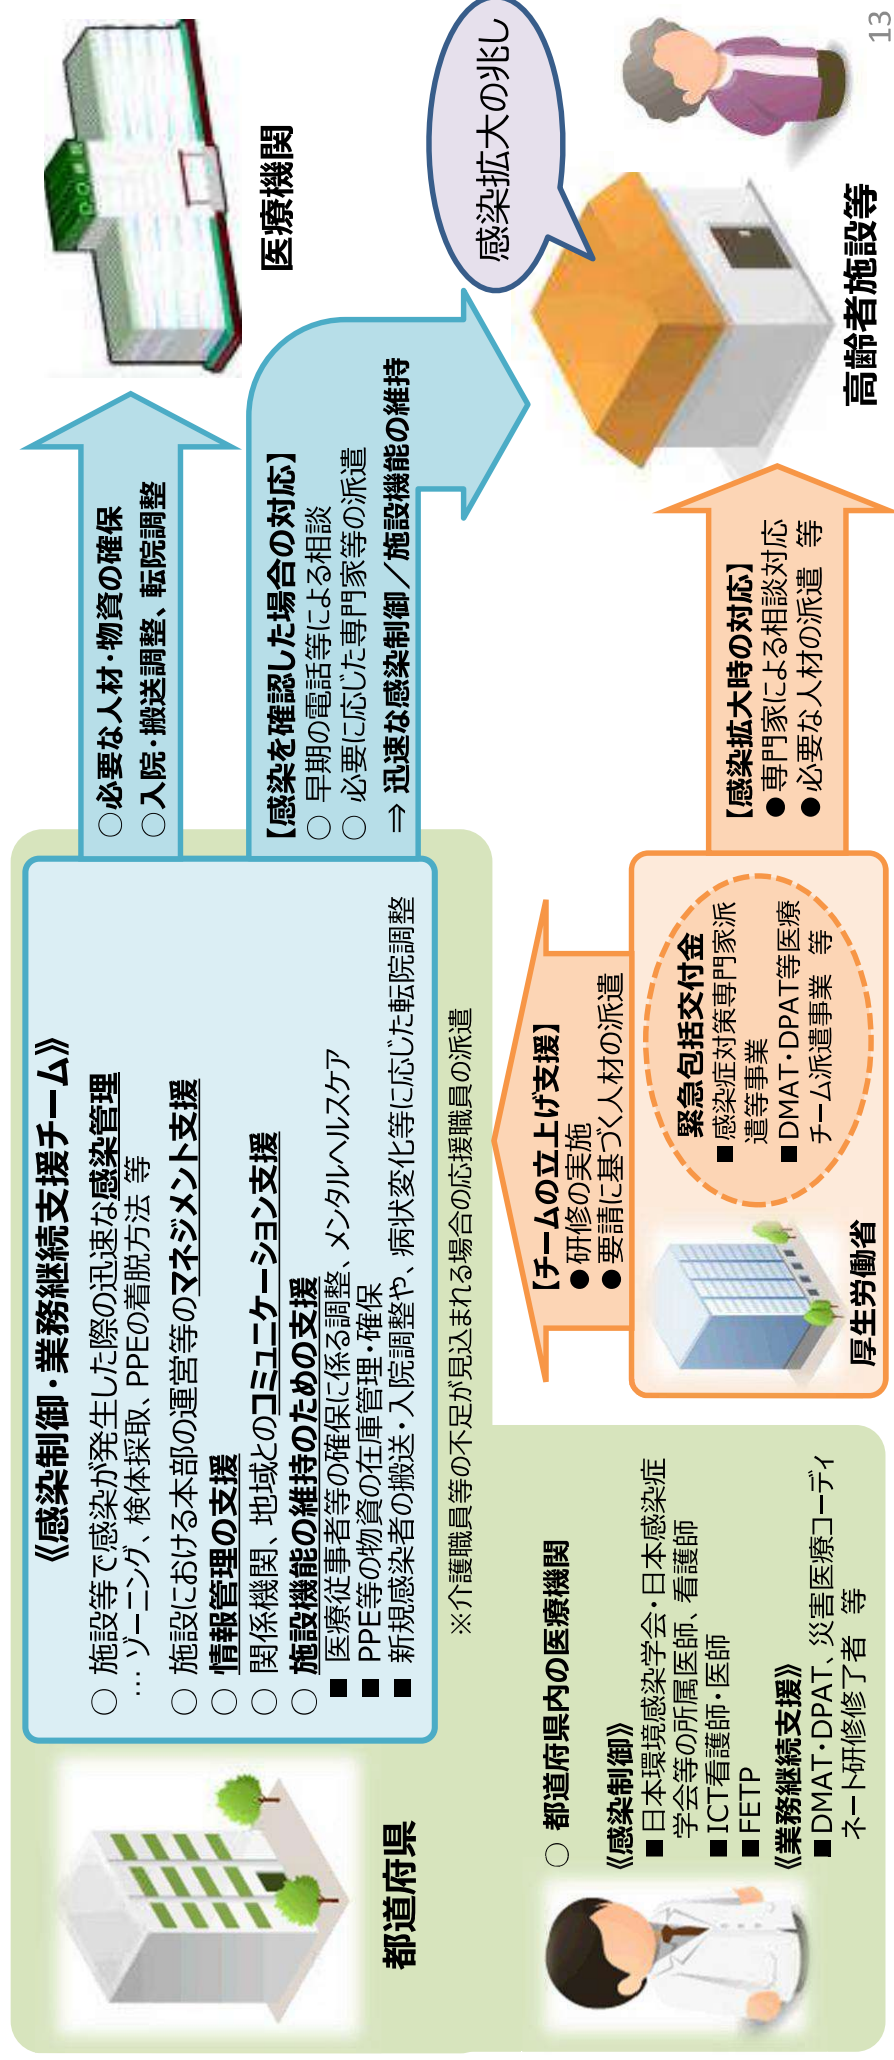 《感染制御・業務継続支援チーム》
○ 施設等で感染が発生した際の迅速な感染管理
… ゾーニング、検体採取、PPEの着脱方法 等
○ 施設における本部の運営等のマネジメント支援
○ 情報管理の支援
○ 関係機関、地域とのコミュニケーション支援
○ 施設機能の維持のための支援
■ 医療従事者等の確保に係る調整、メンタルヘルスケア
■ PPE等の物資の在庫管理・確保
■ 新規感染者の搬送・入院調整や、病状変化等に応じた転院調整
※介護職員等の不足が見込まれる場合の応援職員の派遣
都道府県
○必要な人材・物資の確保
○入院・搬送調整、転院調整
医療機関
【感染を確認した場合の対応】
○ 早期の電話等による相談
○ 必要に応じた専門家等の派遣
⇒ 迅速な感染制御／施設機能の維持
感染拡大の兆し
高齢者施設等
○ 都道府県内の医療機関
《感染制御》
■日本環境感染学会・日本感染症
学会等の所属医師、看護師
■ICT看護師・医師
■FETP
《業務継続支援》
■DMAT・DPAT、災害医療コーディ
ネート研修修了者 等
【チームの立上げ支援】
●研修の実施
●要請に基づく人材の派遣
緊急包括交付金
■感染症対策専門家派
遣等事業
■DMAT・DPAT等医療
チーム派遣事業 等
厚生労働省
【感染拡大時の対応】
●専門家による相談対応
●必要な人材の派遣 等
13